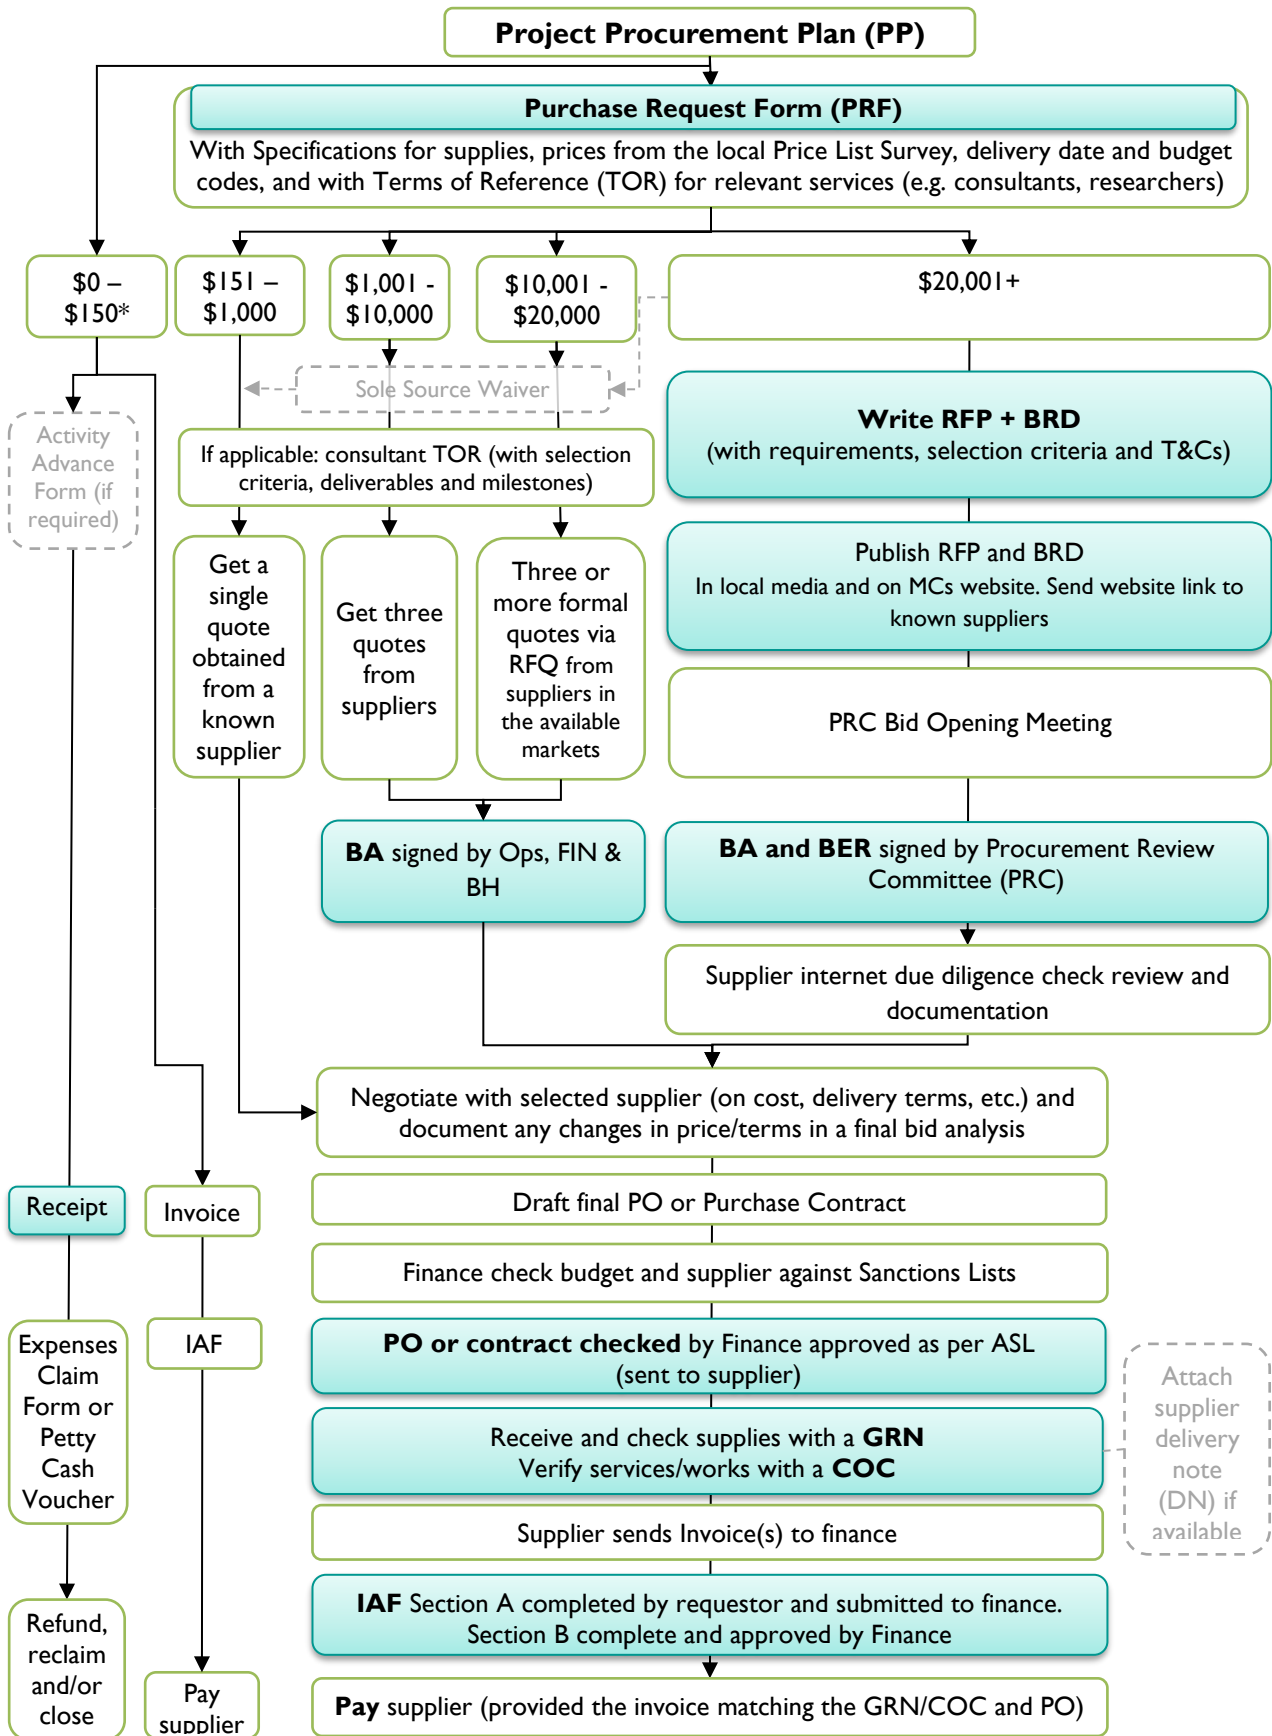 Project Procurement Plan (PP)
Purchase Request Form (PRF)
With Specifications for supplies, prices from the local Price List Survey, delivery date and budget
codes, and with Terms of Reference (TOR) for relevant services (e.g. consultants, researchers)
$0 –
$150*
$151 –
$1,000
$1,001 -
$10,000
$10,001 -
$20,000
$20,001+
Sole Source Waiver
Activity
Advance
Form (if
required)
If applicable: consultant TOR (with selection
criteria, deliverables and milestones)
Write RFP + BRD
(with requirements, selection criteria and T&Cs)
Get a
single
quote
obtained
from a
known
supplier
Get three
quotes
from
suppliers
Three or
more formal
quotes via
RFQ from
suppliers in
the available
markets
Publish RFP and BRD
In local media and on MCs website. Send website link to
known suppliers
PRC Bid Opening Meeting
BA signed by Ops, FIN &
BH
BA and BER signed by Procurement Review
Committee (PRC)
Supplier internet due diligence check review and
documentation
Negotiate with selected supplier (on cost, delivery terms, etc.) and
document any changes in price/terms in a final bid analysis
Receipt
Invoice
Draft final PO or Purchase Contract
Finance check budget and supplier against Sanctions Lists
Expenses
Claim
Form or
Petty
Cash
Voucher
IAF
PO or contract checked by Finance approved as per ASL
(sent to supplier)
Receive and check supplies with a GRN
Verify services/works with a COC
Attach
supplier
delivery
note
(DN) if
available
Supplier sends Invoice(s) to finance
IAF Section A completed by requestor and submitted to finance.
Section B complete and approved by Finance
Refund,
reclaim
and/or
close
Pay
supplier
Pay supplier (provided the invoice matching the GRN/COC and PO)